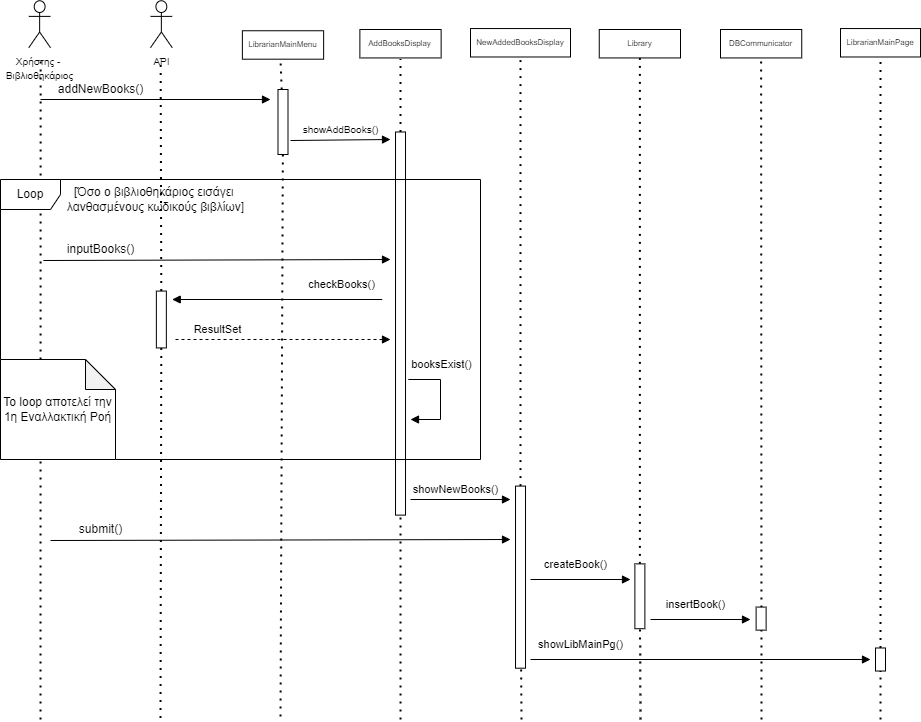 Χρήστης -
Βιβλιοθηκάριος
API
LibrarianMainMenu
AddBooksDisplay
NewAddedBooksDisplay
Library
DBCommunicator
LibrarianMainPage
addNewBooks()
showAddBooks()
Loop
[Όσο ο βιβλιοθηκάριος εισάγει
λανθασμένους κωδικούς βιβλίων]
inputBooks()
checkBooks()
ResultSet
booksExist()
Το loop αποτελεί την
1η Εναλλακτική Ροή
showNewBooks()
submit()
createBook()
insertBook()
showLibMainPg()